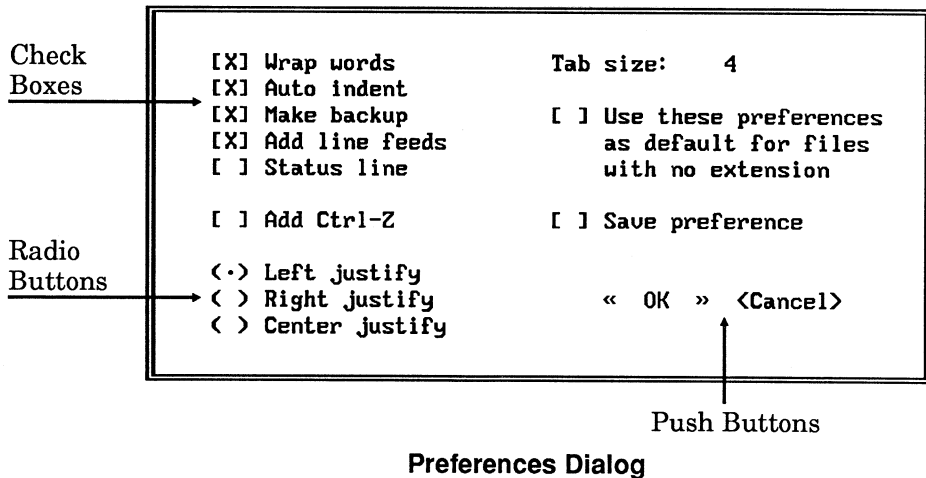 Check
Boxes
[X] Wrap words
[X] Auto indent
[X] Make backup
[X] Add line feeds
[ ] Status line
[ ] Add Ctrl-Z
Radio
Buttons
(·) Left justify
( ) Right justify
( ) Center justify
Tab size: 4
[ ] Use these preferences
as default for files
with no extension
[ ] Save preference
« OK » <Cancel>
Push Buttons
Preferences Dialog